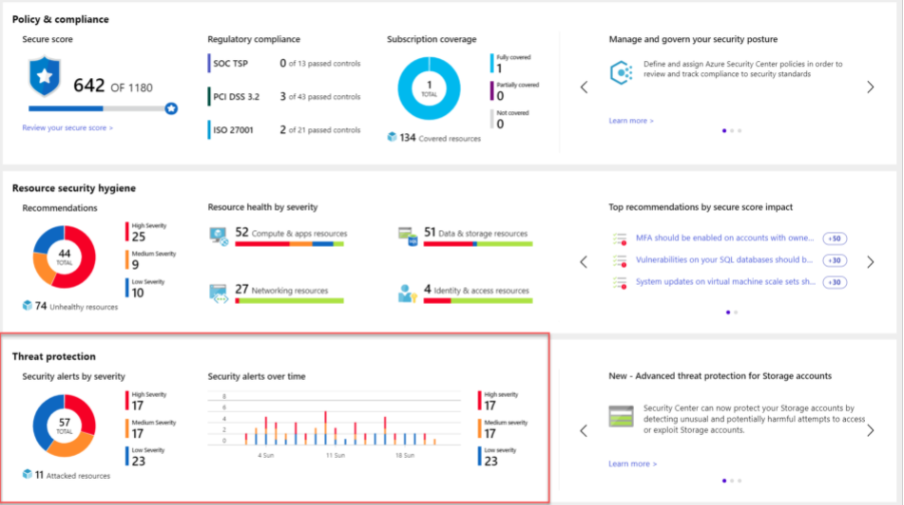 Policy & compliance
Secure score
642 OF 1180
Review your secure score >
Regulatory compliance
SOC TSP 0 of 13 passed controls
PCI DSS 3.2 3 of 43 passed controls
ISO 27001 2 of 21 passed controls
Subscription coverage
1
TOTAL
Fully covered
1
Partially covered
0
Not covered
0
134 Covered resources
Manage and govern your security posture
Define and assign Azure Security Center policies in order to
review and track compliance to security standards
Learn more >
Resource security hygiene
Recommendations
44
TOTAL
High Severity
25
Medium Severity
9
Low Severity
10
74 Unhealthy resources
Resource health by severity
52 Compute & apps resources
51 Data & storage resources
27 Networking resources
4 Identity & access resources
Top recommendations by secure score impact
MFA should be enabled on accounts with owne... +50
Vulnerabilities on your SQL databases should b... +30
System updates on virtual machine scale sets sh... +30
Threat protection
Security alerts by severity
57
TOTAL
High Severity
17
Medium Severity
17
Low Severity
23
11 Attacked resources
Security alerts over time
8
6
4
2
0
4 Sun
11 Sun
18 Sun
High Severity
17
Medium severity
17
Low severity
23
New - Advanced threat protection for Storage accounts
Security Center can now protect your Storage accounts by
detecting unusual and potentially harmful attempts to access
or exploit Storage accounts.
Learn more >